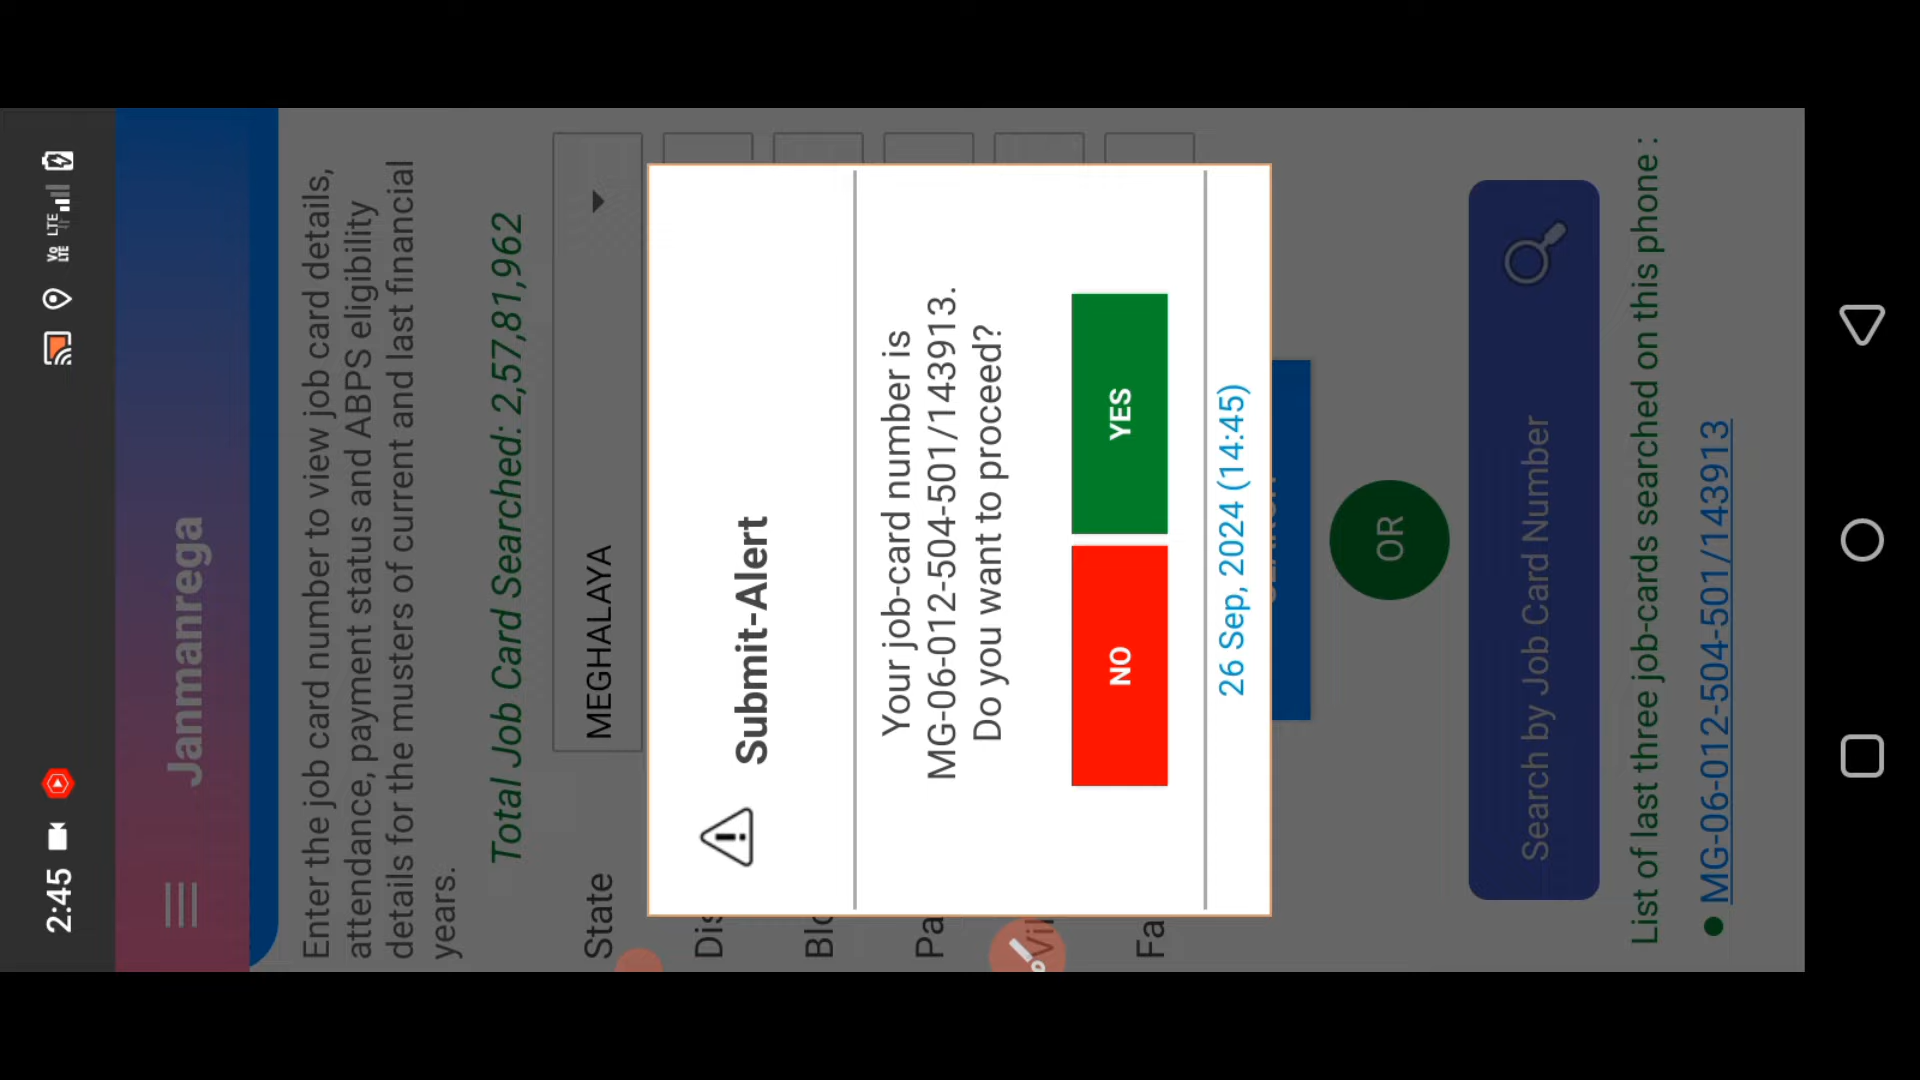 2:45
Vo LTE LTE
Janmanrega
Enter the job card number to view job card details,
attendance, payment status and ABPS eligibility
details for the musters of current and last financial
years.
Total Job Card Searched: 2,57,81,962
State
MEGHALAYA
Submit-Alert
Your job-card number is
MG-06-012-504-501/143913.
Do you want to proceed?
NO
YES
26 Sep, 2024 (14:45)
OR
Search by Job Card Number
List of last three job-cards searched on this phone :
MG-06-012-504-501/143913